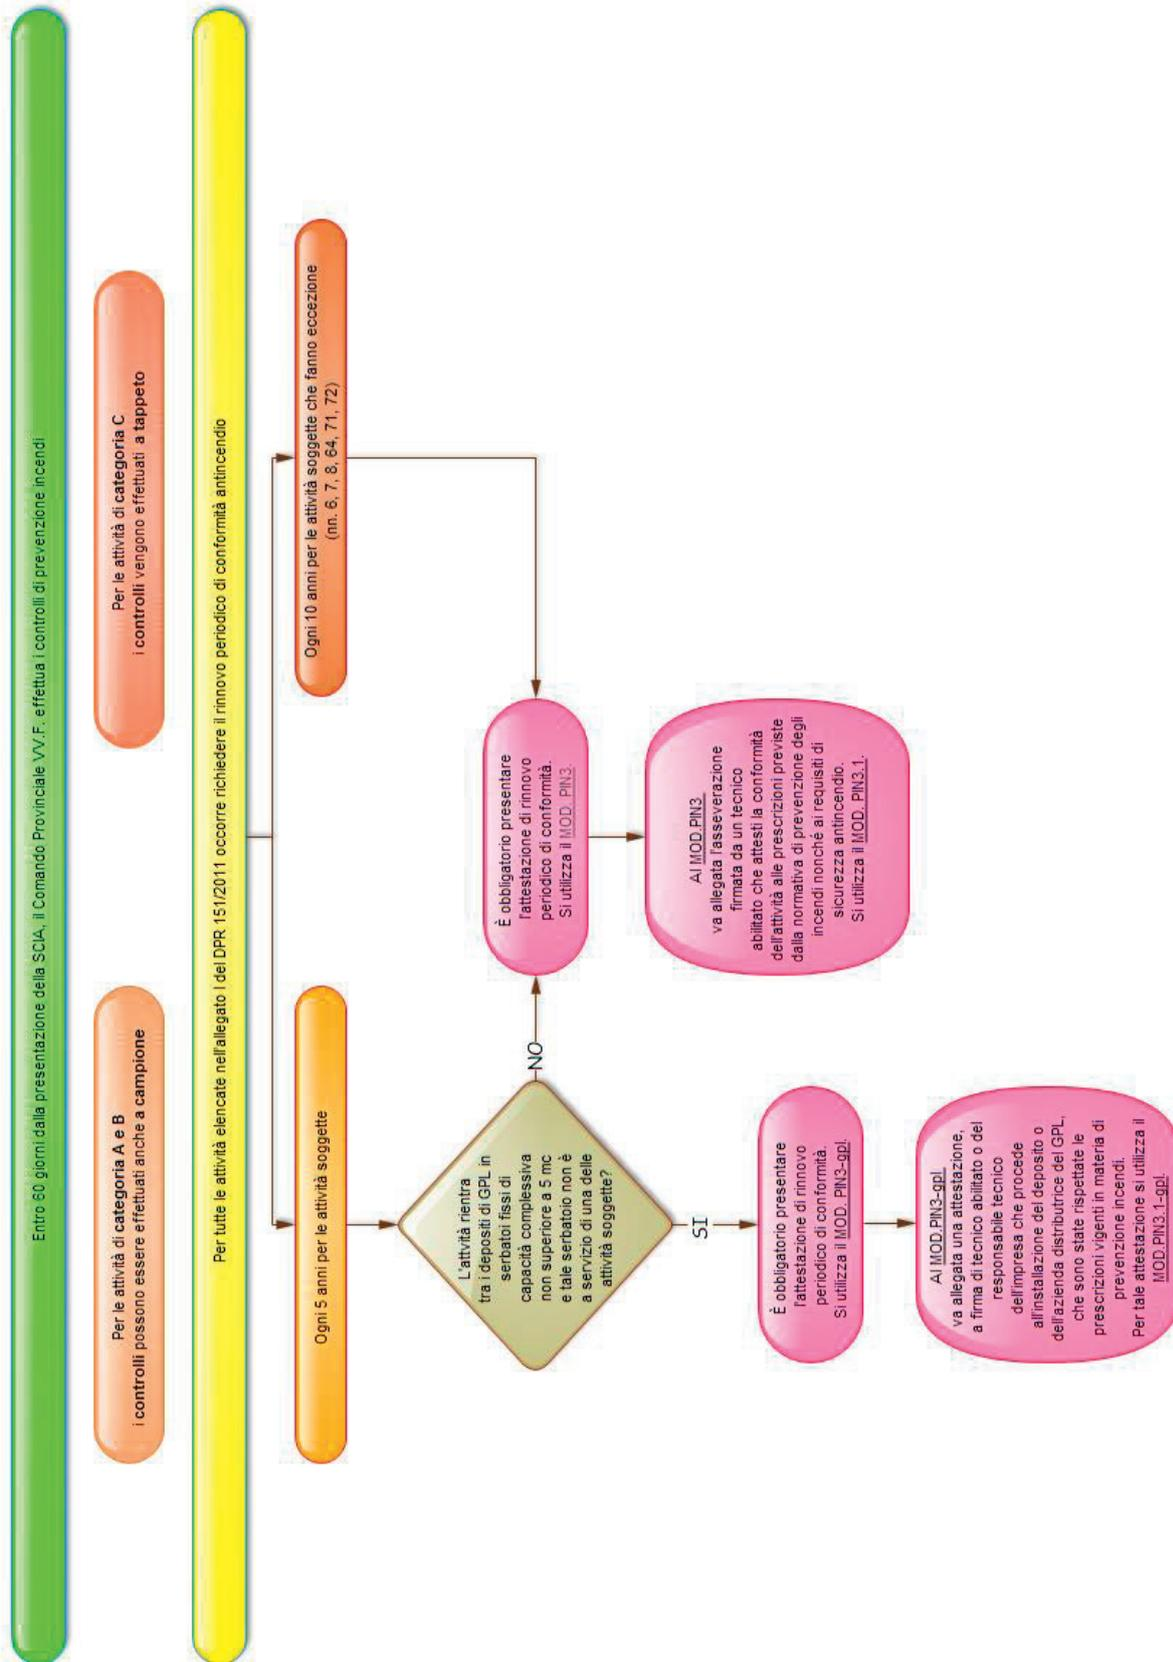 Entro 60 giorni dalla presentazione della SCIA, il Comando Provinciale VV.F. effettua i controlli di prevenzione incendi
Per le attività di categoria A e B
i controlli possono essere effettuati anche a campione
Per le attività di categoria C
i controlli vengono effettuati a tappeto
Per tutte le attività elencate nell'allegato I del DPR 151/2011 occorre richiedere il rinnovo periodico di conformità antincendio
Ogni 5 anni per le attività soggette
Ogni 10 anni per le attività soggette che fanno eccezione
(nn. 6, 7, 8, 64, 71, 72)
L'attività rientra
tra i depositi di GPL in
serbatoi fissi di
capacità complessiva
non superiore a 5 mc
e tale serbatoio non è
a servizio di una delle
attività soggette?
NO
È obbligatorio presentare
l'attestazione di rinnovo
periodico di conformità.
Si utilizza il MOD. PIN3.
Al MOD.PIN3
va allegata l'asseverazione
firmata da un tecnico
abilitato che attesti la conformità
dell'attività alle prescrizioni previste
dalla normativa di prevenzione degli
incendi nonchè ai requisiti di
sicurezza antincendio.
Si utilizza il MOD. PIN3.1.
SI
È obbligatorio presentare
l'attestazione di rinnovo
periodico di conformità.
Si utilizza il MOD. PIN3-gpl.
Al MOD.PIN3-gpl
va allegata una attestazione,
a firma di tecnico abilitato o del
responsabile tecnico
dell'impresa che procede
all'installazione del deposito o
dell'azienda distributrice del GPL,
che sono state rispettate le
prescrizioni vigenti in materia di
prevenzione incendi.
Per tale attestazione si utilizza il
MOD.PIN3.1-gpl.